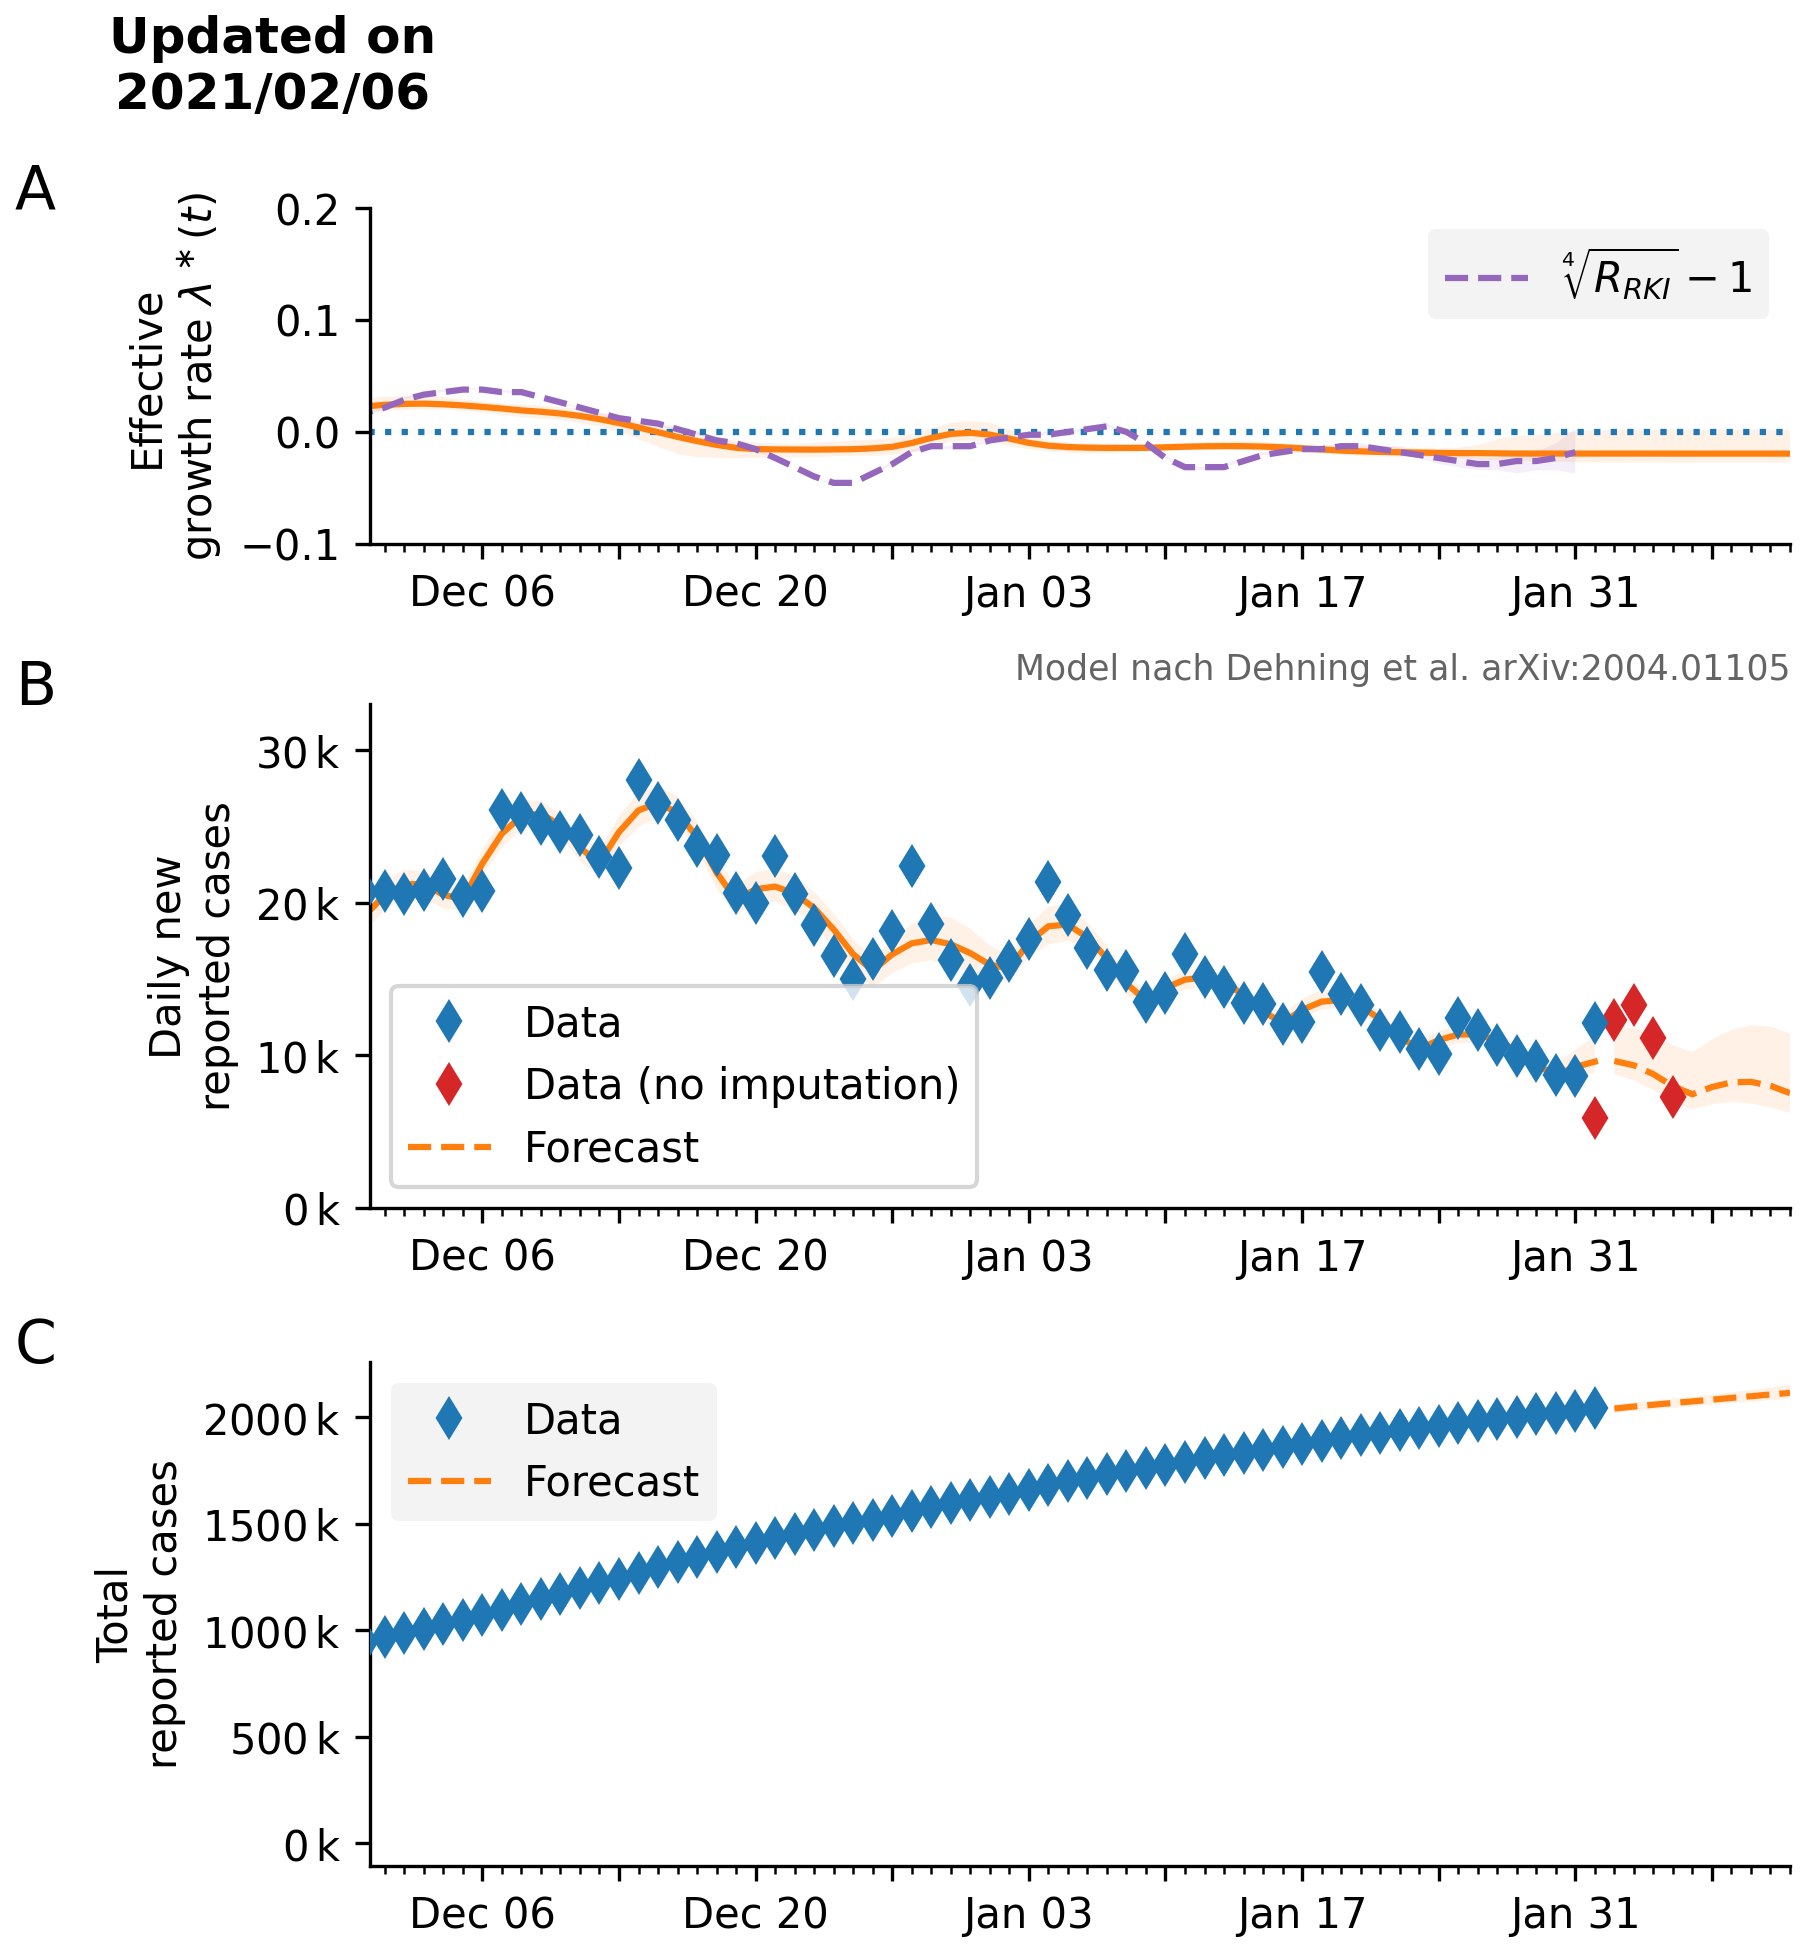 Updated on
2021/02/06
A
Effective
growth rate λ * (t)
0.2
0.1
0.0
−0.1
∜R_RKI − 1
Dec 06 Dec 20 Jan 03 Jan 17 Jan 31
Model nach Dehning et al. arXiv:2004.01105
B
Daily new
reported cases
30 k
20 k
10 k
0 k
Data
Data (no imputation)
Forecast
Dec 06 Dec 20 Jan 03 Jan 17 Jan 31
C
Total
reported cases
2000 k
1500 k
1000 k
500 k
0 k
Data
Forecast
Dec 06 Dec 20 Jan 03 Jan 17 Jan 31